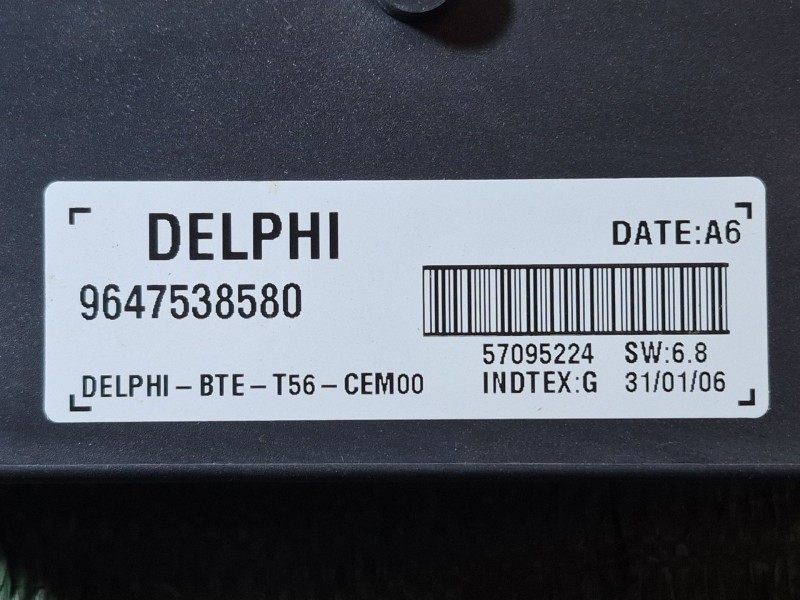 DELPHI
DATE:A6
9647538580
57095224 SW:6.8
DELPHI-BTE-T56-CEM00
INDTEX:G 31/01/06